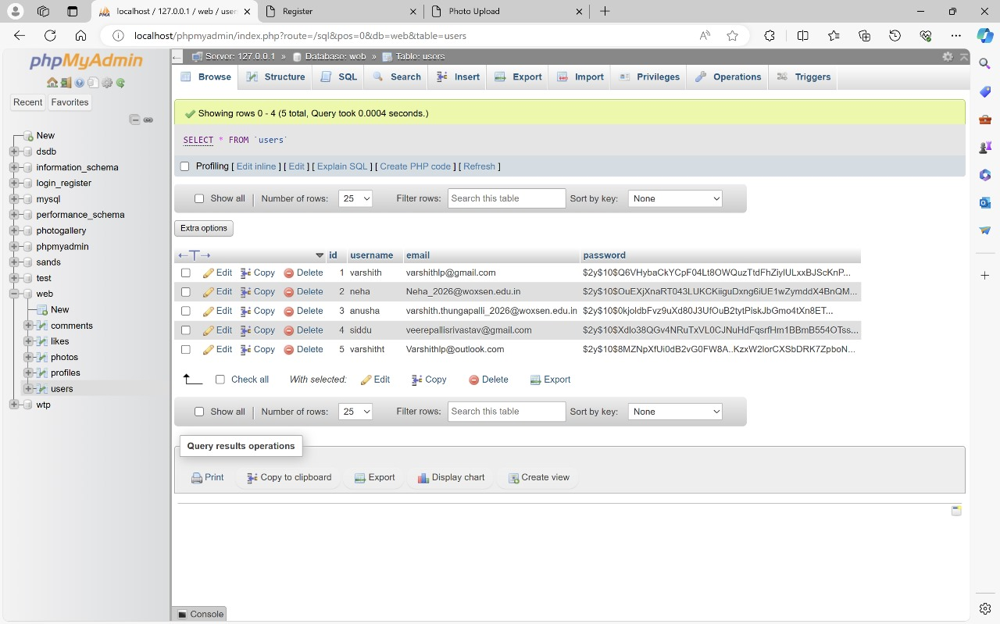 localhost / 127.0.0.1 / web / user
Register
Photo Upload
localhost/phpmyadmin/index.php?route=/sql&pos=0&db=web&table=users
phpMyAdmin
Recent Favorites
New
dsdb
information_schema
login_register
mysql
performance_schema
photogallery
phpmyadmin
sands
test
web
New
comments
likes
photos
profiles
users
wtp
Server: 127.0.0.1 » Database: web » Table: users
Browse Structure SQL Search Insert Export Import Privileges Operations Triggers
Showing rows 0 - 4 (5 total, Query took 0.0004 seconds.)
SELECT * FROM `users`
Profiling [ Edit inline ] [ Edit ] [ Explain SQL ] [ Create PHP code ] [ Refresh ]
Show all | Number of rows: 25 Filter rows: Search this table Sort by key: None
Extra options
←T→ id username email password
Edit Copy Delete 1 varshith varshithlp@gmail.com $2y$10$Q6VHybaCkYCpF04Lt8OWQuzTtdFhZiylULxxBJScKnP...
Edit Copy Delete 2 neha Neha_2026@woxsen.edu.in $2y$10$OuEXjXnaRT043LUKCKiiguDxng6iUE1wZymddX4BnQM...
Edit Copy Delete 3 anusha varshith.thungapalli_2026@woxsen.edu.in $2y$10$0kjoldbFvz9uXd80J3UfOuB2tytPiskJbGmo4tXn8ET...
Edit Copy Delete 4 siddu veerepallisrivastav@gmail.com $2y$10$Xdlo38QGv4NRuTxVL0CJNuHdFqsrfHm1BBmB554OTss...
Edit Copy Delete 5 varshitht Varshithlp@outlook.com $2y$10$8MZNpXfUi0dB2vG0FW8A..KzxW2lorCXSbDRK7ZpboN...
Check all With selected: Edit Copy Delete Export
Show all | Number of rows: 25 Filter rows: Search this table Sort by key: None
Query results operations
Print Copy to clipboard Export Display chart Create view
Console